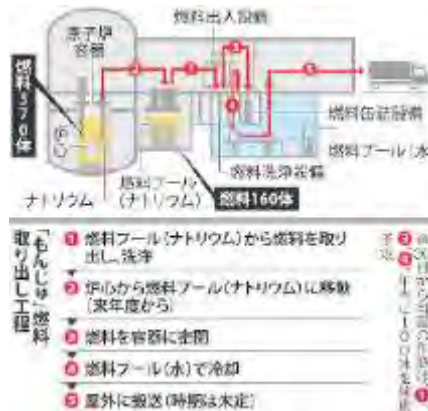 燃料出入設備
原子炉
容器
燃料370体
炉心
ナトリウム
燃料プール
(ナトリウム)
燃料160体
燃料缶詰設備
燃料プール(水
燃料洗浄設備
「もんじゅ」燃料
取り出し工程
❶ 燃料プール(ナトリウム)から燃料を取り
出し、洗浄
❷ 炉心から燃料プール(ナトリウム)に移動
(来年度から)
❸ 燃料を容器に密閉
❹ 燃料プール(水)で冷却
❺ 屋外に搬送(時期は未定)